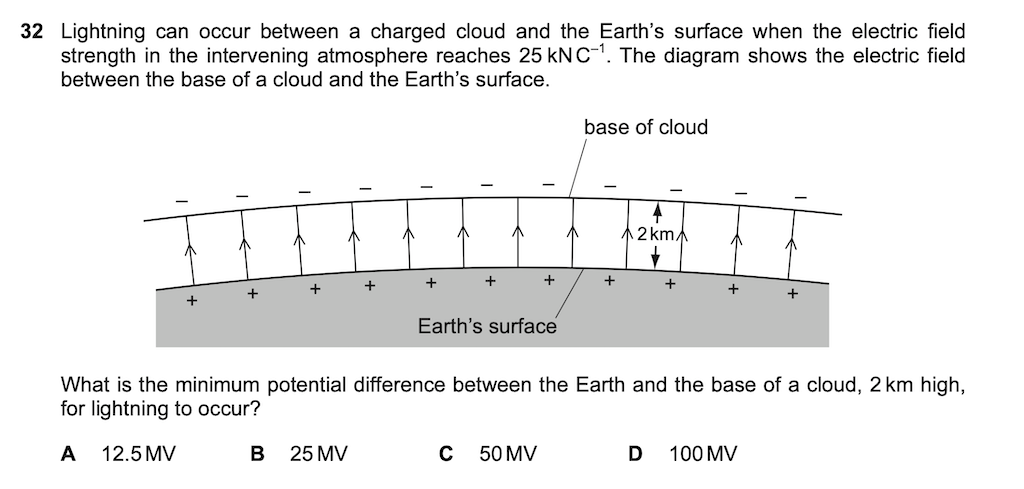 32 Lightning can occur between a charged cloud and the Earth’s surface when the electric field
strength in the intervening atmosphere reaches 25 kN C⁻¹. The diagram shows the electric field
between the base of a cloud and the Earth’s surface.
base of cloud
– – – – – – – – – – –
2 km
+ + + + + + + + + + +
Earth’s surface
What is the minimum potential difference between the Earth and the base of a cloud, 2 km high,
for lightning to occur?
A 12.5 MV B 25 MV C 50 MV D 100 MV